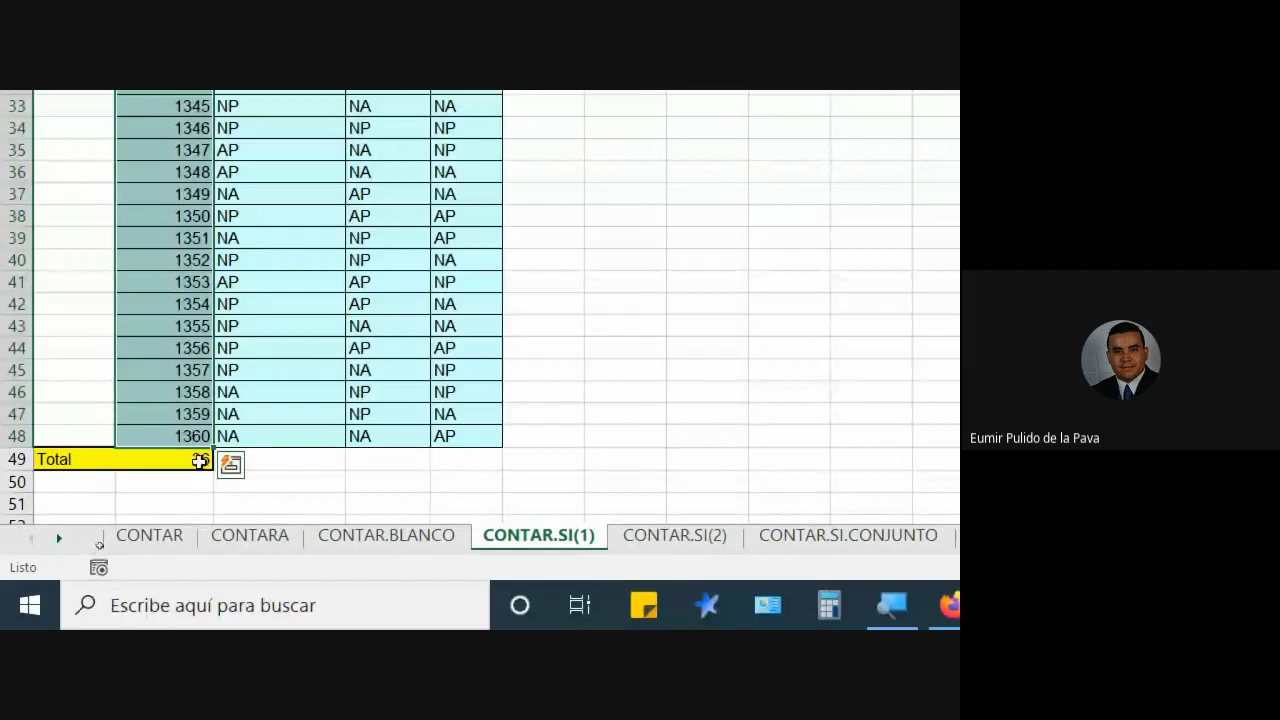 33 1345 NP NA NA
34 1346 NP NP NP
35 1347 AP NA NP
36 1348 AP NA NA
37 1349 NA AP NA
38 1350 NP AP AP
39 1351 NA NP AP
40 1352 NP NP NA
41 1353 AP AP NP
42 1354 NP AP NA
43 1355 NP NA NA
44 1356 NP AP AP
45 1357 NP NA NP
46 1358 NA NP NP
47 1359 NA NP NA
48 1360 NA NA AP
49 Total
50
51
CONTAR CONTARA CONTAR.BLANCO CONTAR.SI(1) CONTAR.SI(2) CONTAR.SI.CONJUNTO
Listo
Escribe aquí para buscar
Eumir Pulido de la Pava